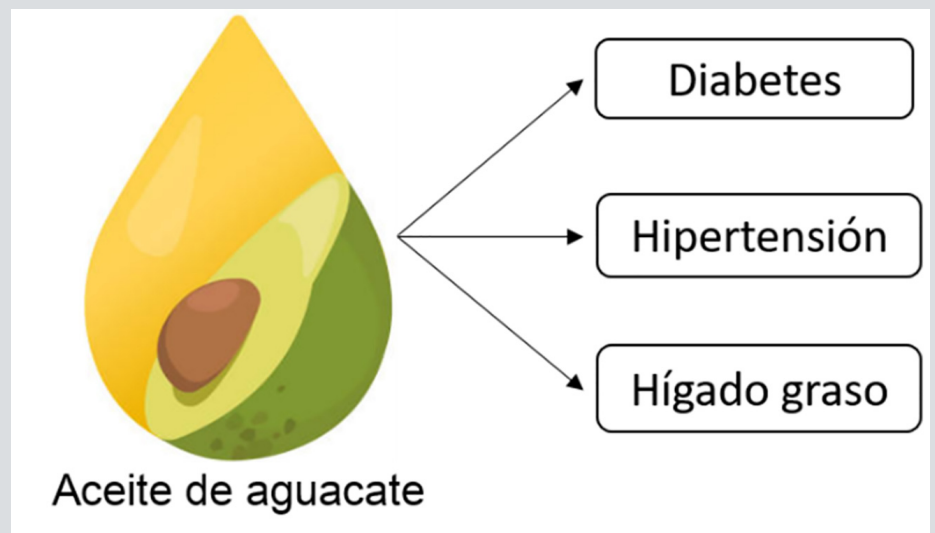 Diabetes
Hipertensión
Hígado graso
Aceite de aguacate